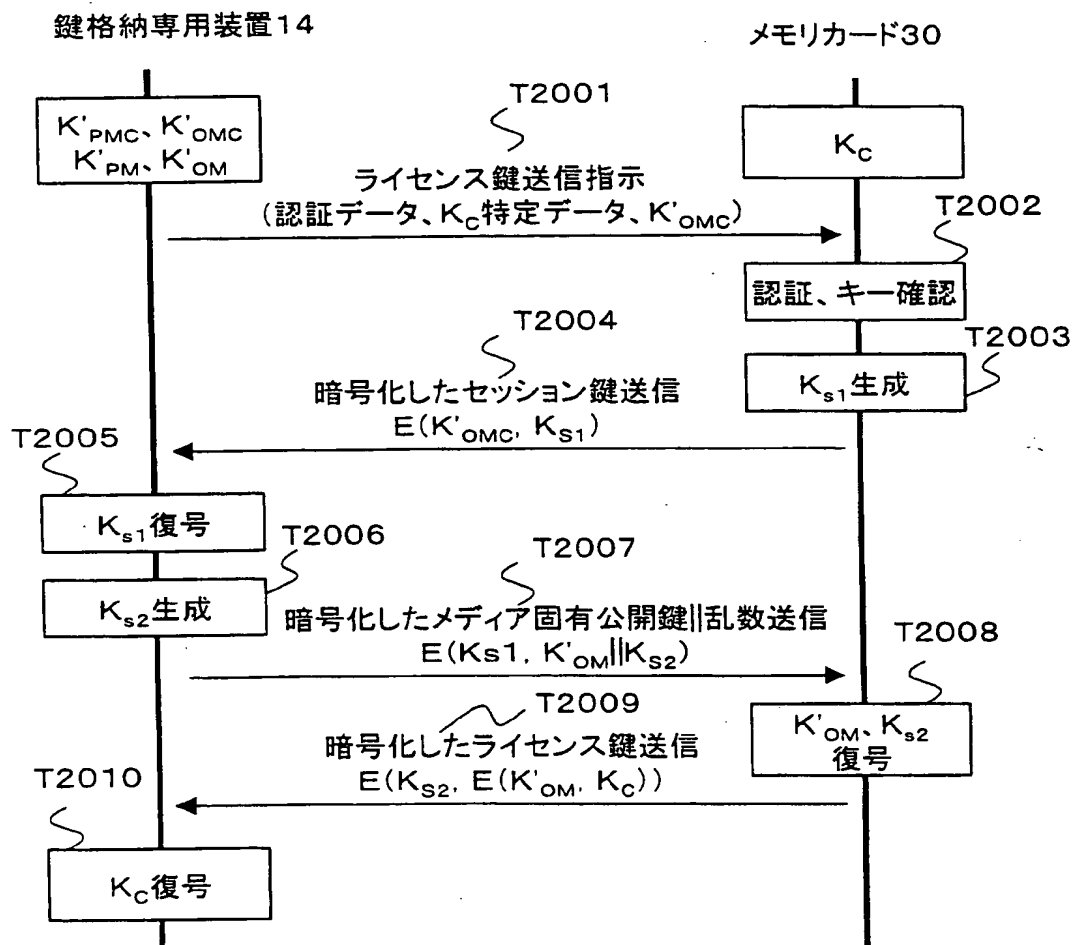 鍵格納専用装置14
メモリカード30
K'PMC、K'OMC
K'PM、K'OM
KC
T2001
ライセンス鍵送信指示
(認証データ、KC特定データ、K'OMC)
T2002
認証、キー確認
T2003
Ks1生成
T2004
暗号化したセッション鍵送信
E(K'OMC, KS1)
T2005
Ks1復号
T2006
Ks2生成
T2007
暗号化したメディア固有公開鍵||乱数送信
E(Ks1, K'OM||KS2)
T2008
K'OM、Ks2
復号
T2009
暗号化したライセンス鍵送信
E(KS2, E(K'OM, KC))
T2010
KC復号